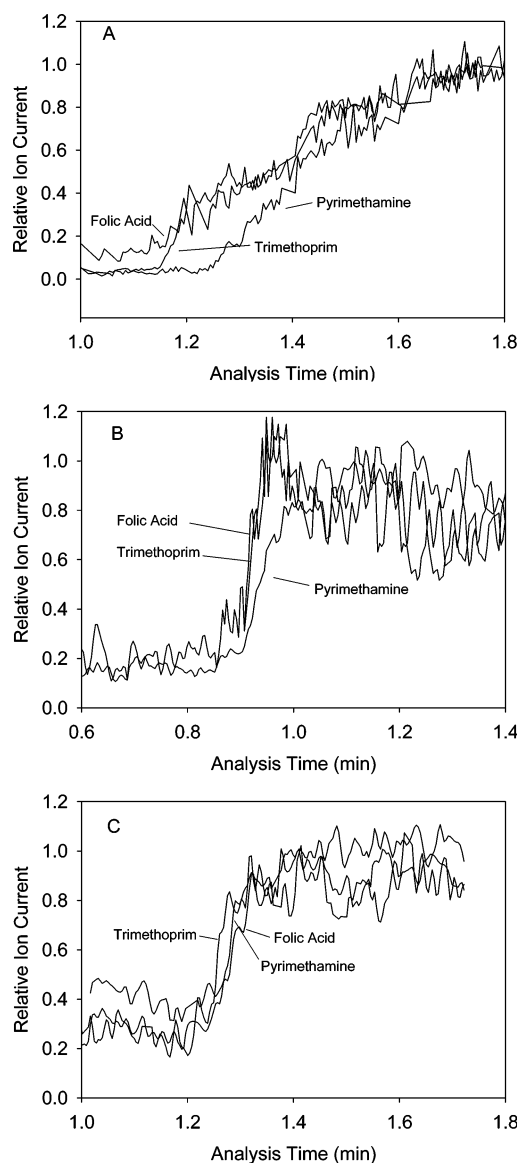 1.2
A
1.0
0.8
0.6
0.4
0.2
0.0
Relative Ion Current
Folic Acid
Pyrimethamine
Trimethoprim
1.0 1.2 1.4 1.6 1.8
Analysis Time (min)
1.2
B
1.0
0.8
0.6
0.4
0.2
0.0
Relative Ion Current
Folic Acid
Trimethoprim
Pyrimethamine
0.6 0.8 1.0 1.2 1.4
Analysis Time (min)
1.2
C
1.0
0.8
0.6
0.4
0.2
0.0
Relative Ion Current
Trimethoprim
Folic Acid
Pyrimethamine
1.0 1.2 1.4 1.6 1.8
Analysis Time (min)